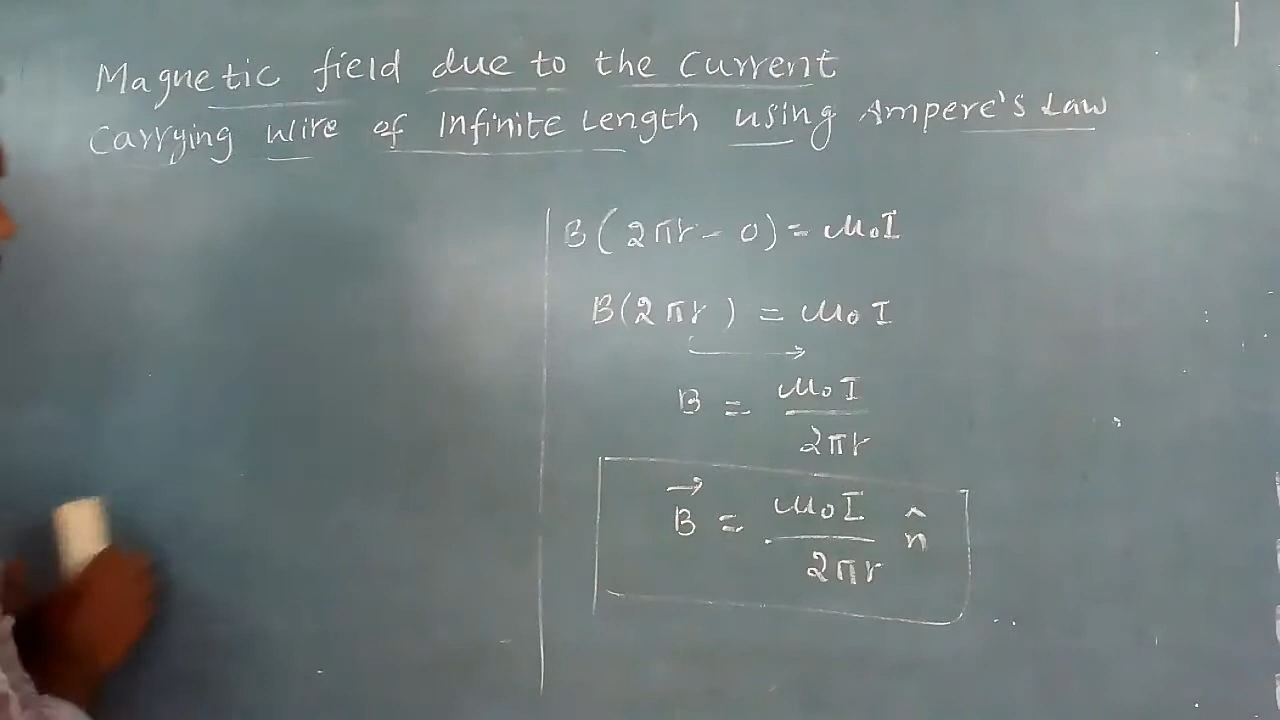 Magnetic field due to the current
Carrying wire of Infinite Length using Ampere's Law
B(2πr - 0) = μ₀I
B(2πr) = μ₀I
B = μ₀I / 2πr
B⃗ = μ₀I / 2πr n̂